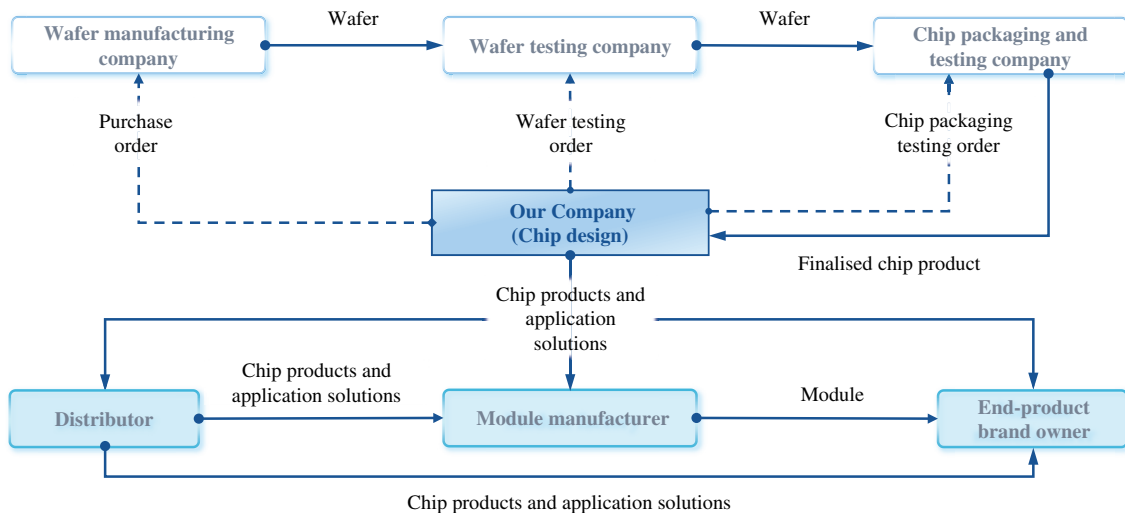 Wafer
Wafer
Wafer manufacturing
company
Wafer testing company
Chip packaging and
testing company
Purchase
order
Wafer testing
order
Chip packaging
testing order
Our Company
(Chip design)
Finalised chip product
Chip products and
application
solutions
Chip products and
application solutions
Module
Distributor
Module manufacturer
End-product
brand owner
Chip products and application solutions